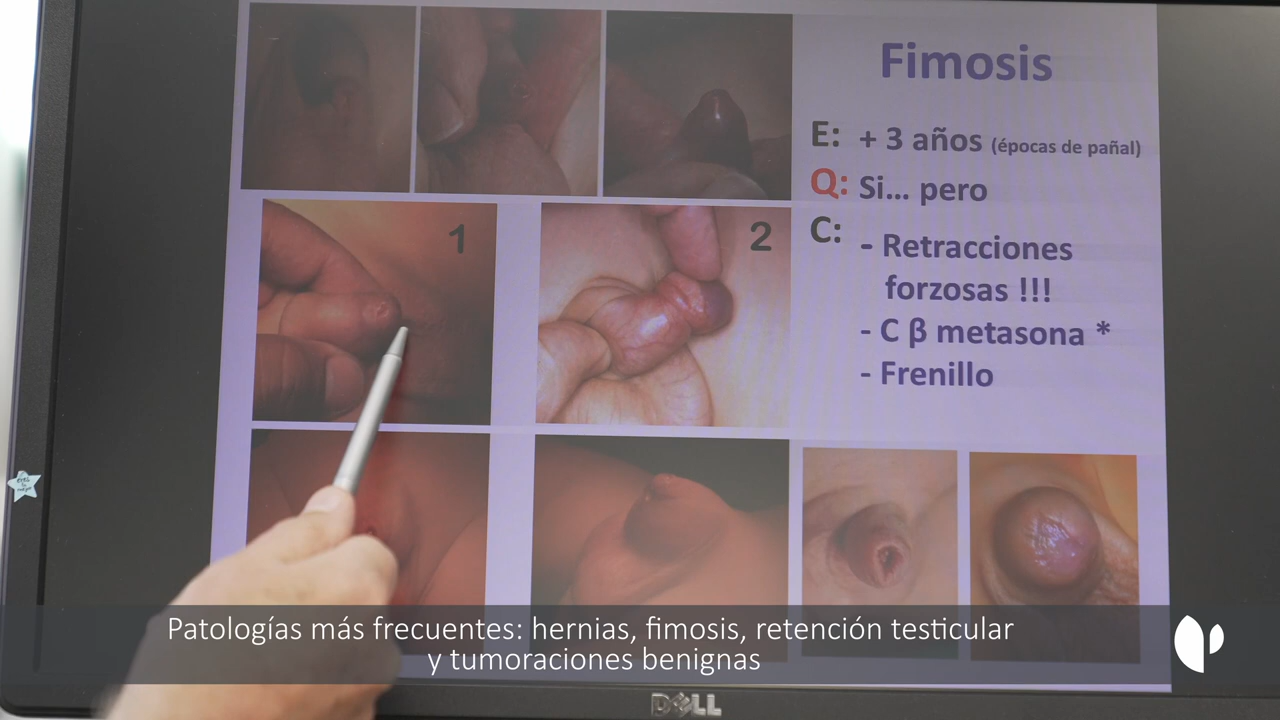 Fimosis
E: + 3 años (épocas de pañal)
Q: Si... pero
C: - Retracciones
forzosas !!!
- C β metasona *
- Frenillo
1
2
Patologías más frecuentes: hernias, fimosis, retención testicular
y tumoraciones benignas
DELL